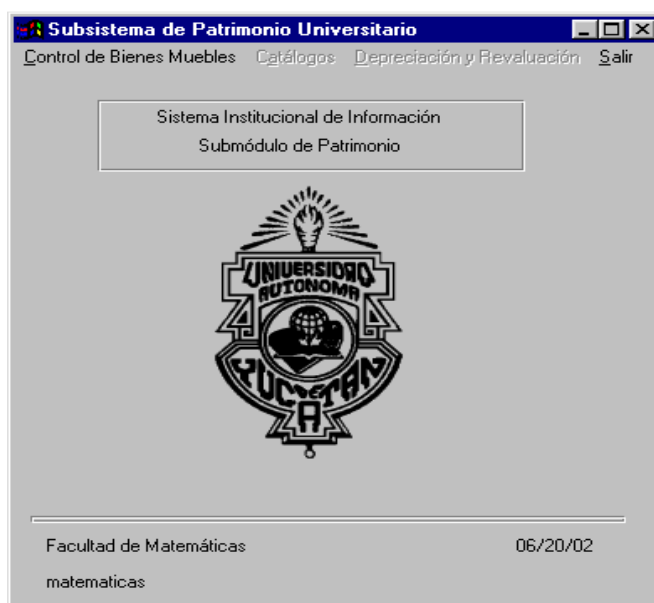 Subsistema de Patrimonio Universitario
Control de Bienes Muebles Catálogos Depreciación y Revaluación Salir
Sistema Institucional de Información
Submódulo de Patrimonio
UNIVERSIDAD
AUTONOMA
DE
YUCATAN
Facultad de Matemáticas 06/20/02
matematicas